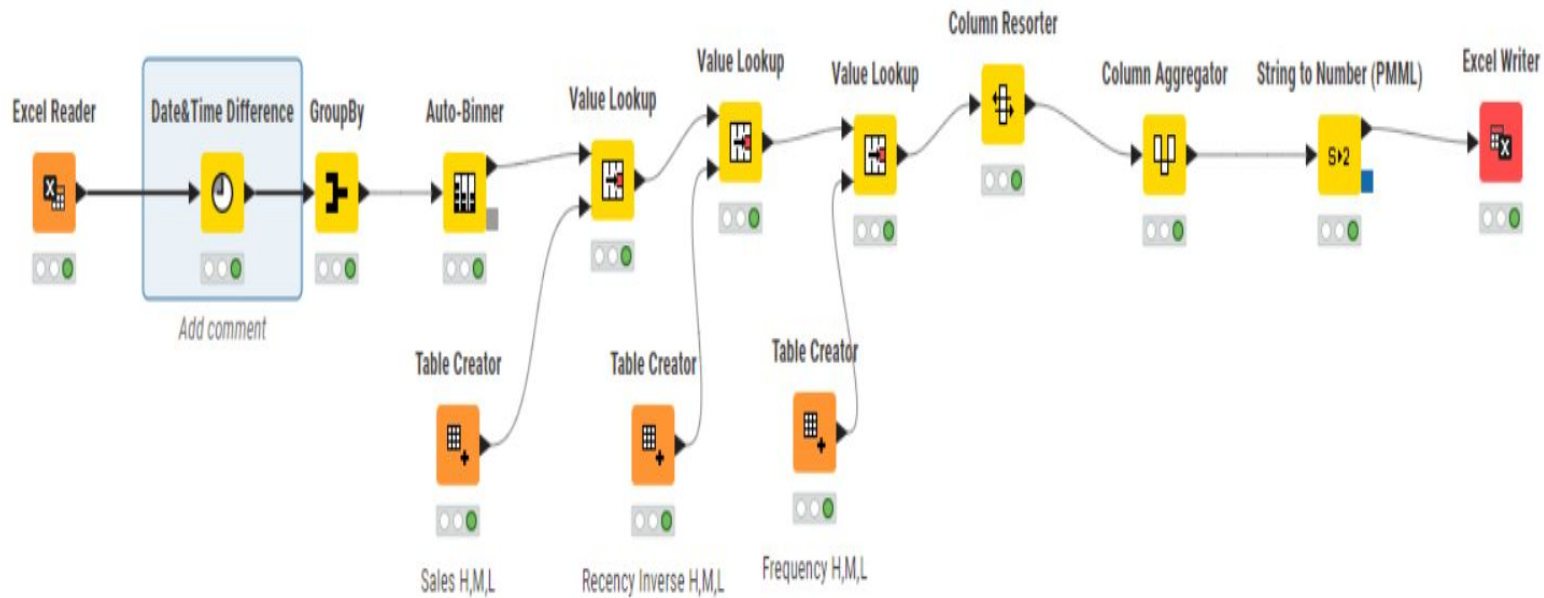 Column Resorter
Value Lookup
Value Lookup
Column Aggregator
String to Number (PMML)
Excel Writer
Excel Reader
Date&Time Difference
GroupBy
Auto-Binner
Value Lookup
S▸2
Add comment
Table Creator
Table Creator
Table Creator
Sales H,M,L
Recency Inverse H,M,L
Frequency H,M,L